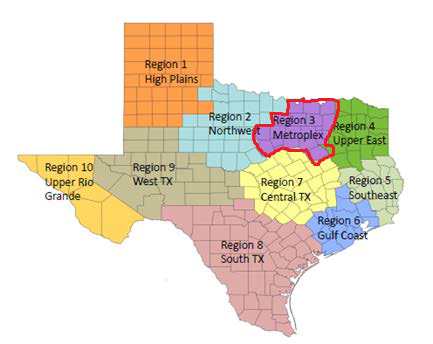 Region 1
High Plains
Region 2
Northwest
Region 3
Metroplex
Region 4
Upper East
Region 10
Upper Rio
Grande
Region 9
West TX
Region 7
Central TX
Region 5
Southeast
Region 6
Gulf Coast
Region 8
South TX